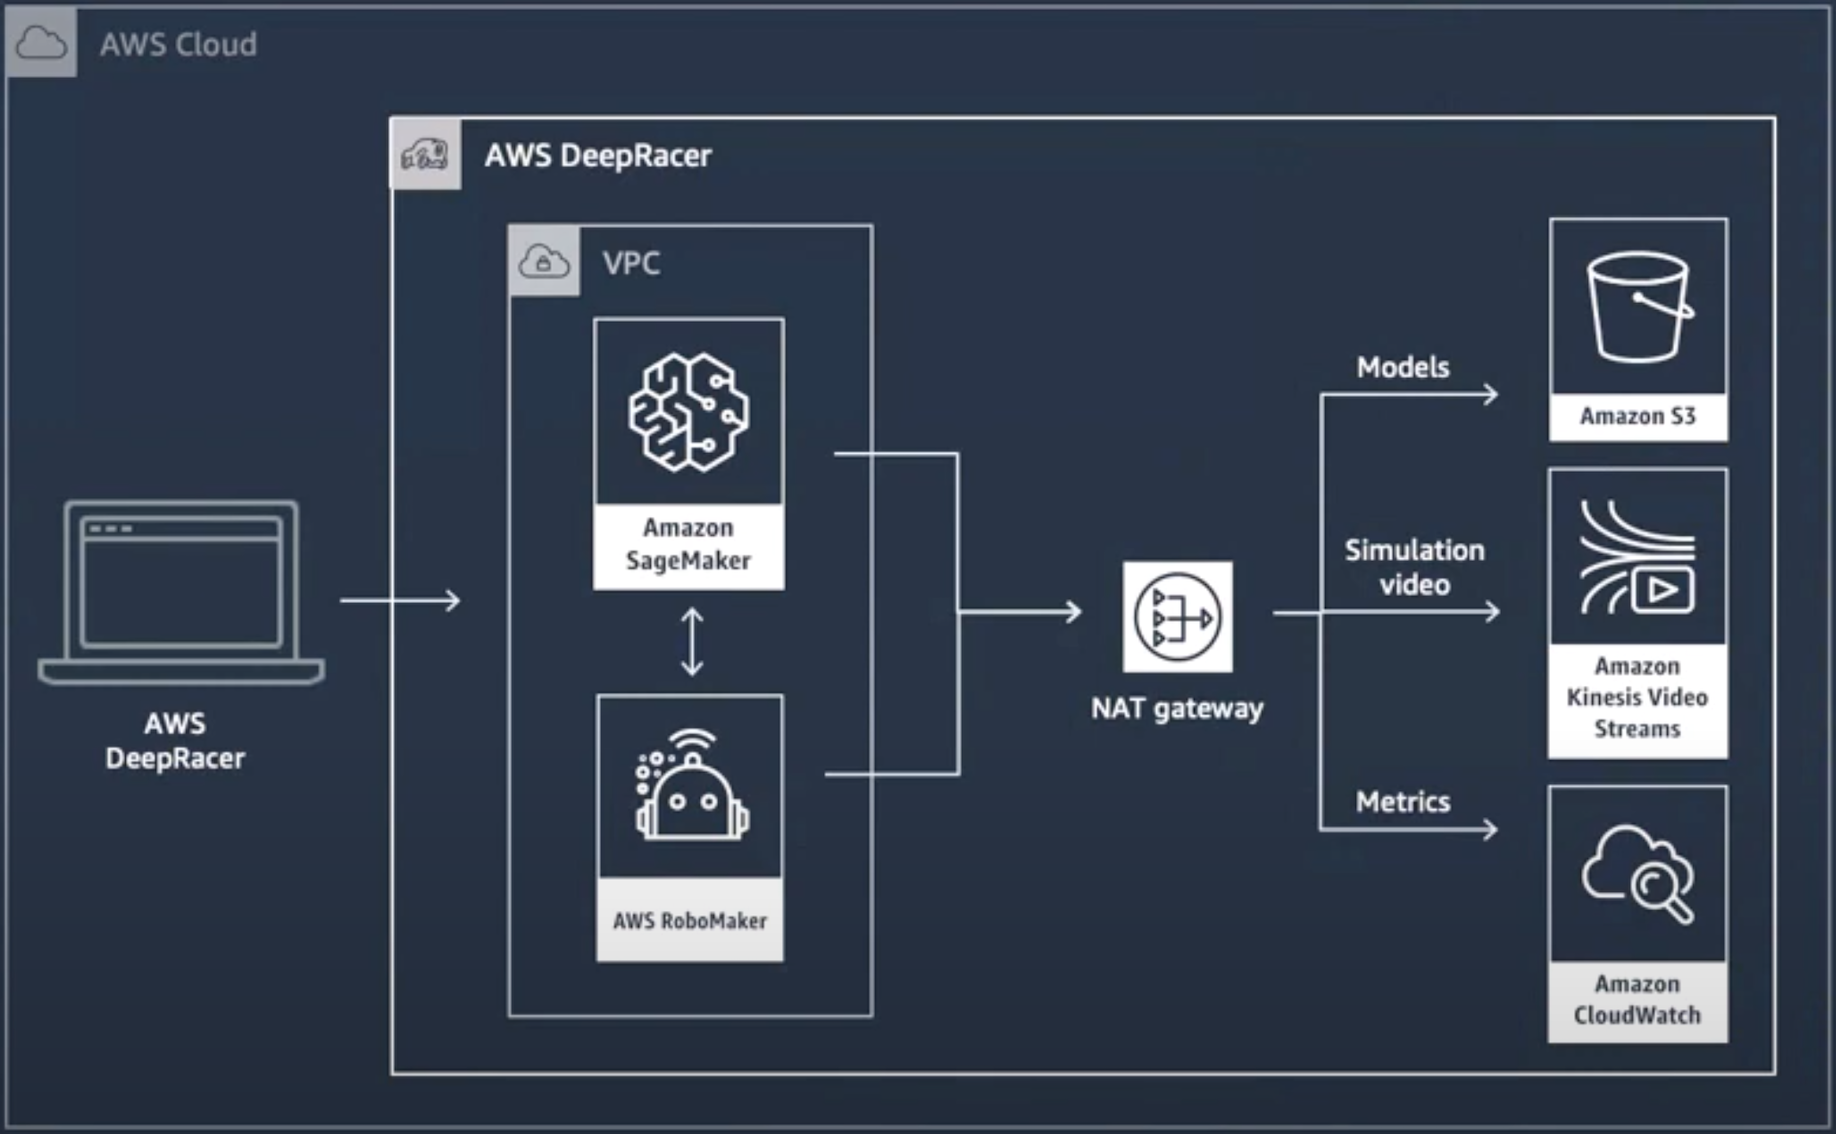 AWS Cloud
AWS DeepRacer
VPC
Amazon
SageMaker
AWS RoboMaker
AWS
DeepRacer
NAT gateway
Models
Simulation
video
Metrics
Amazon S3
Amazon
Kinesis Video
Streams
Amazon
CloudWatch